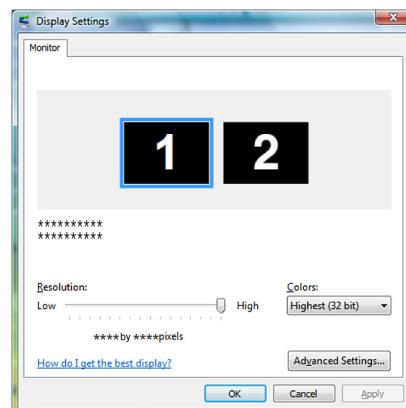 Display Settings
Monitor
1 2
**********
**********
Resolution:
Colors:
Low High
Highest (32 bit)
****by ****pixels
How do I get the best display?
Advanced Settings...
OK Cancel Apply